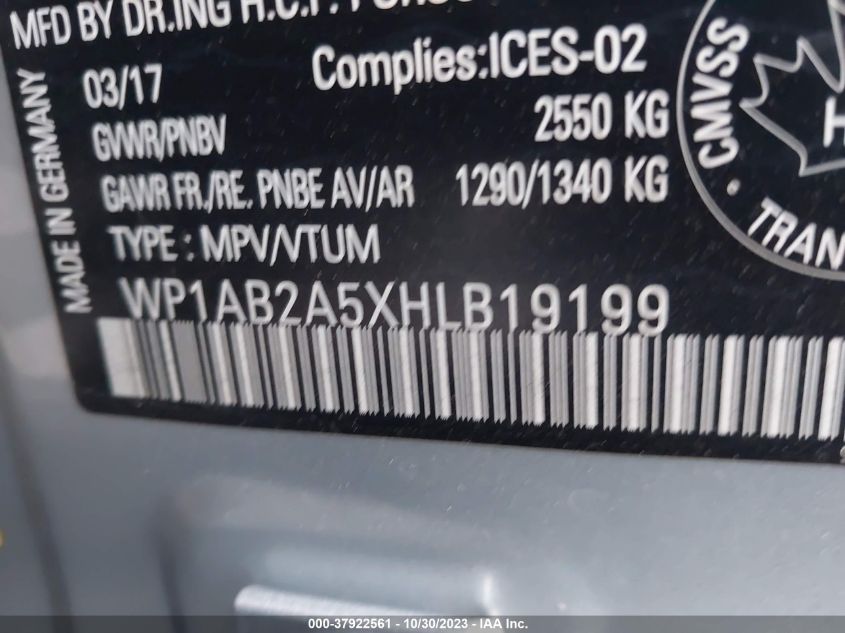 MFD BY DR.ING H.C.F.
03/17 Complies:ICES-02
GVWR/PNBV 2550 KG
GAWR FR./RE. PNBE AV/AR 1290/1340 KG
TYPE : MPV/VTUM
WP1AB2A5XHLB19199
MADE IN GERMANY
CMVSS
TRAN
H
000-37922561 - 10/30/2023 - © IAA, Inc.